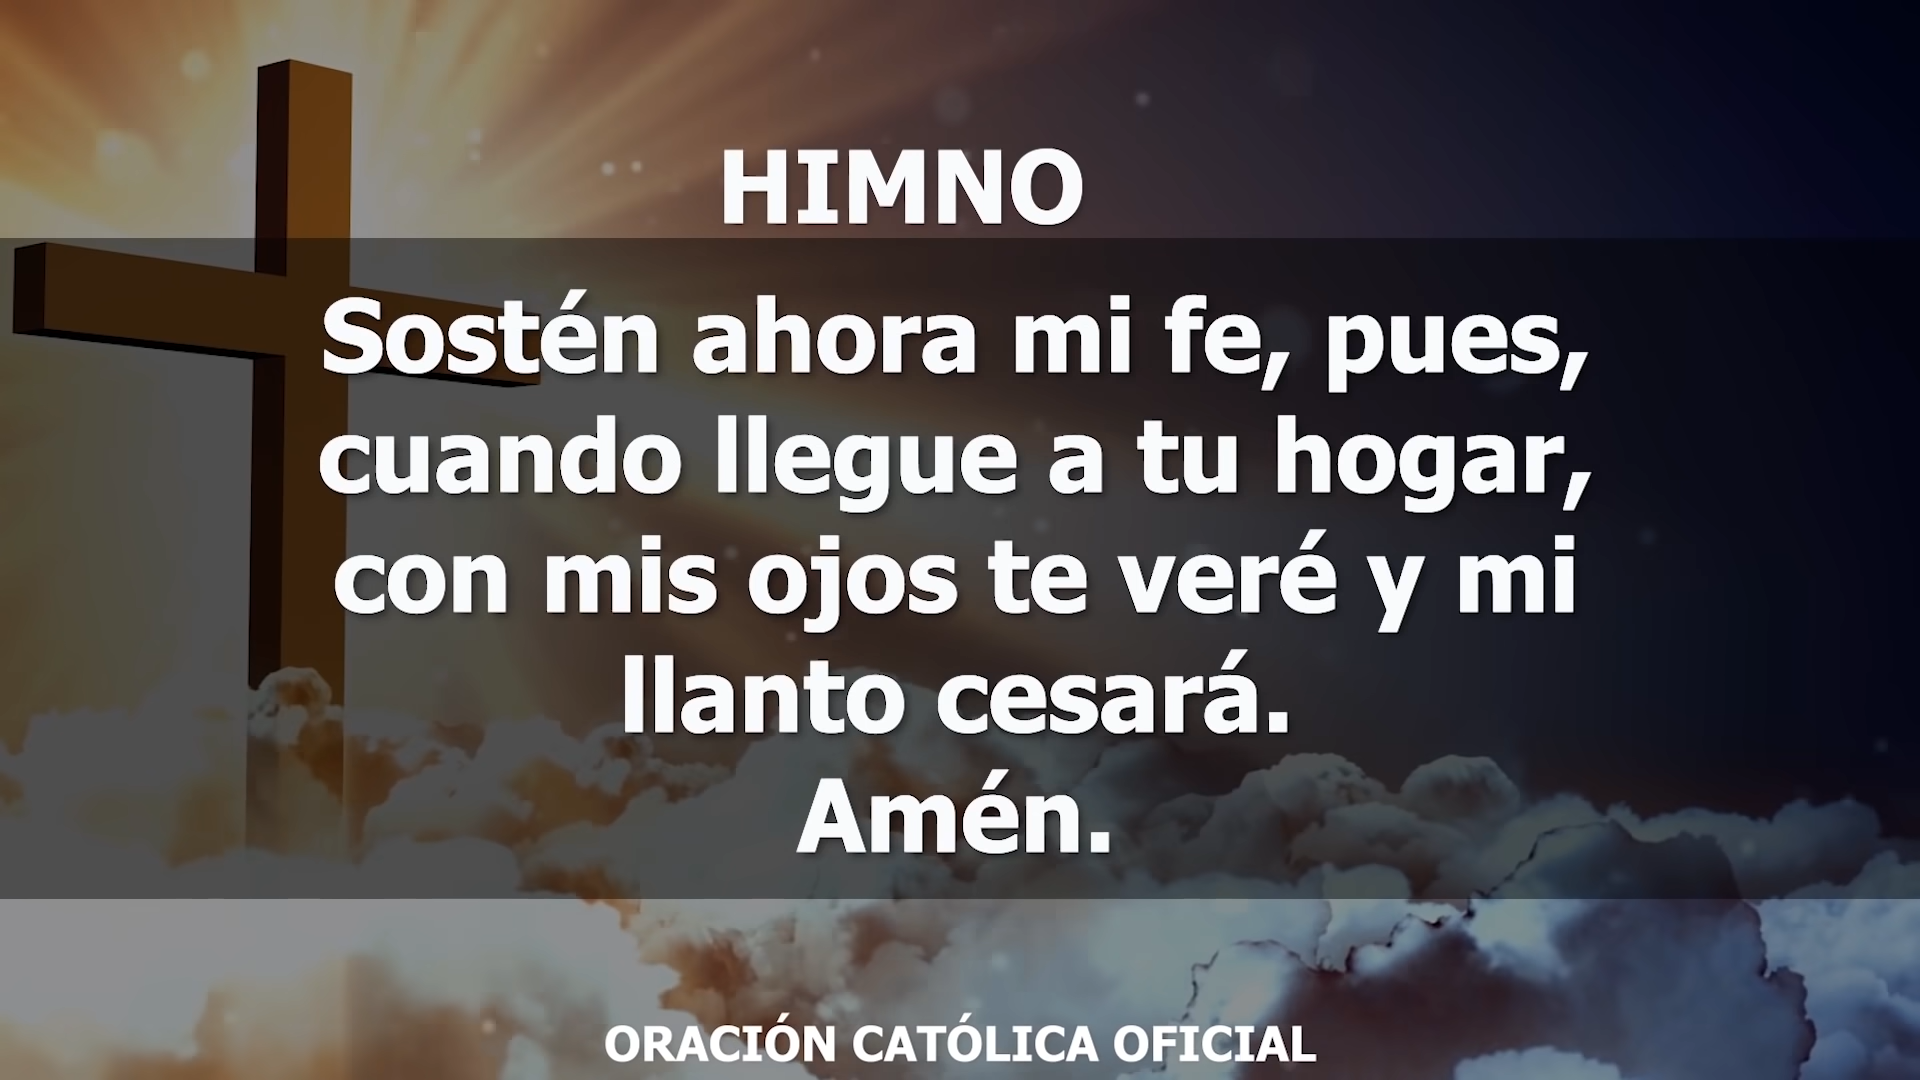 HIMNO
Sostén ahora mi fe, pues,
cuando llegue a tu hogar,
con mis ojos te veré y mi
llanto cesará.
Amén.
ORACIÓN CATÓLICA OFICIAL